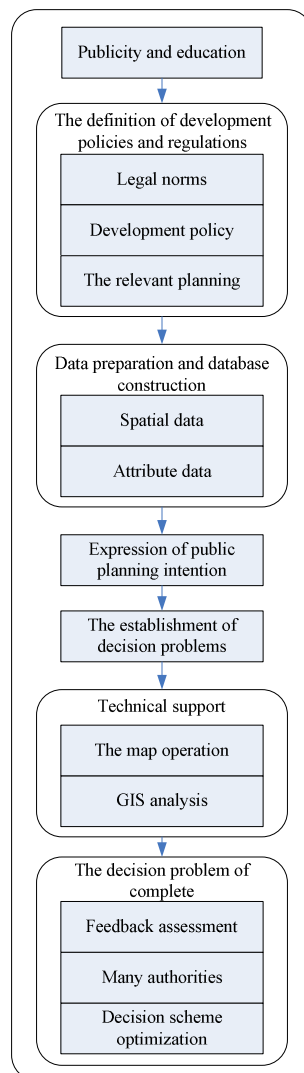 Publicity and education
The definition of development
policies and regulations
Legal norms
Development policy
The relevant planning
Data preparation and database
construction
Spatial data
Attribute data
Expression of public
planning intention
The establishment of
decision problems
Technical support
The map operation
GIS analysis
The decision problem of
complete
Feedback assessment
Many authorities
Decision scheme
optimization